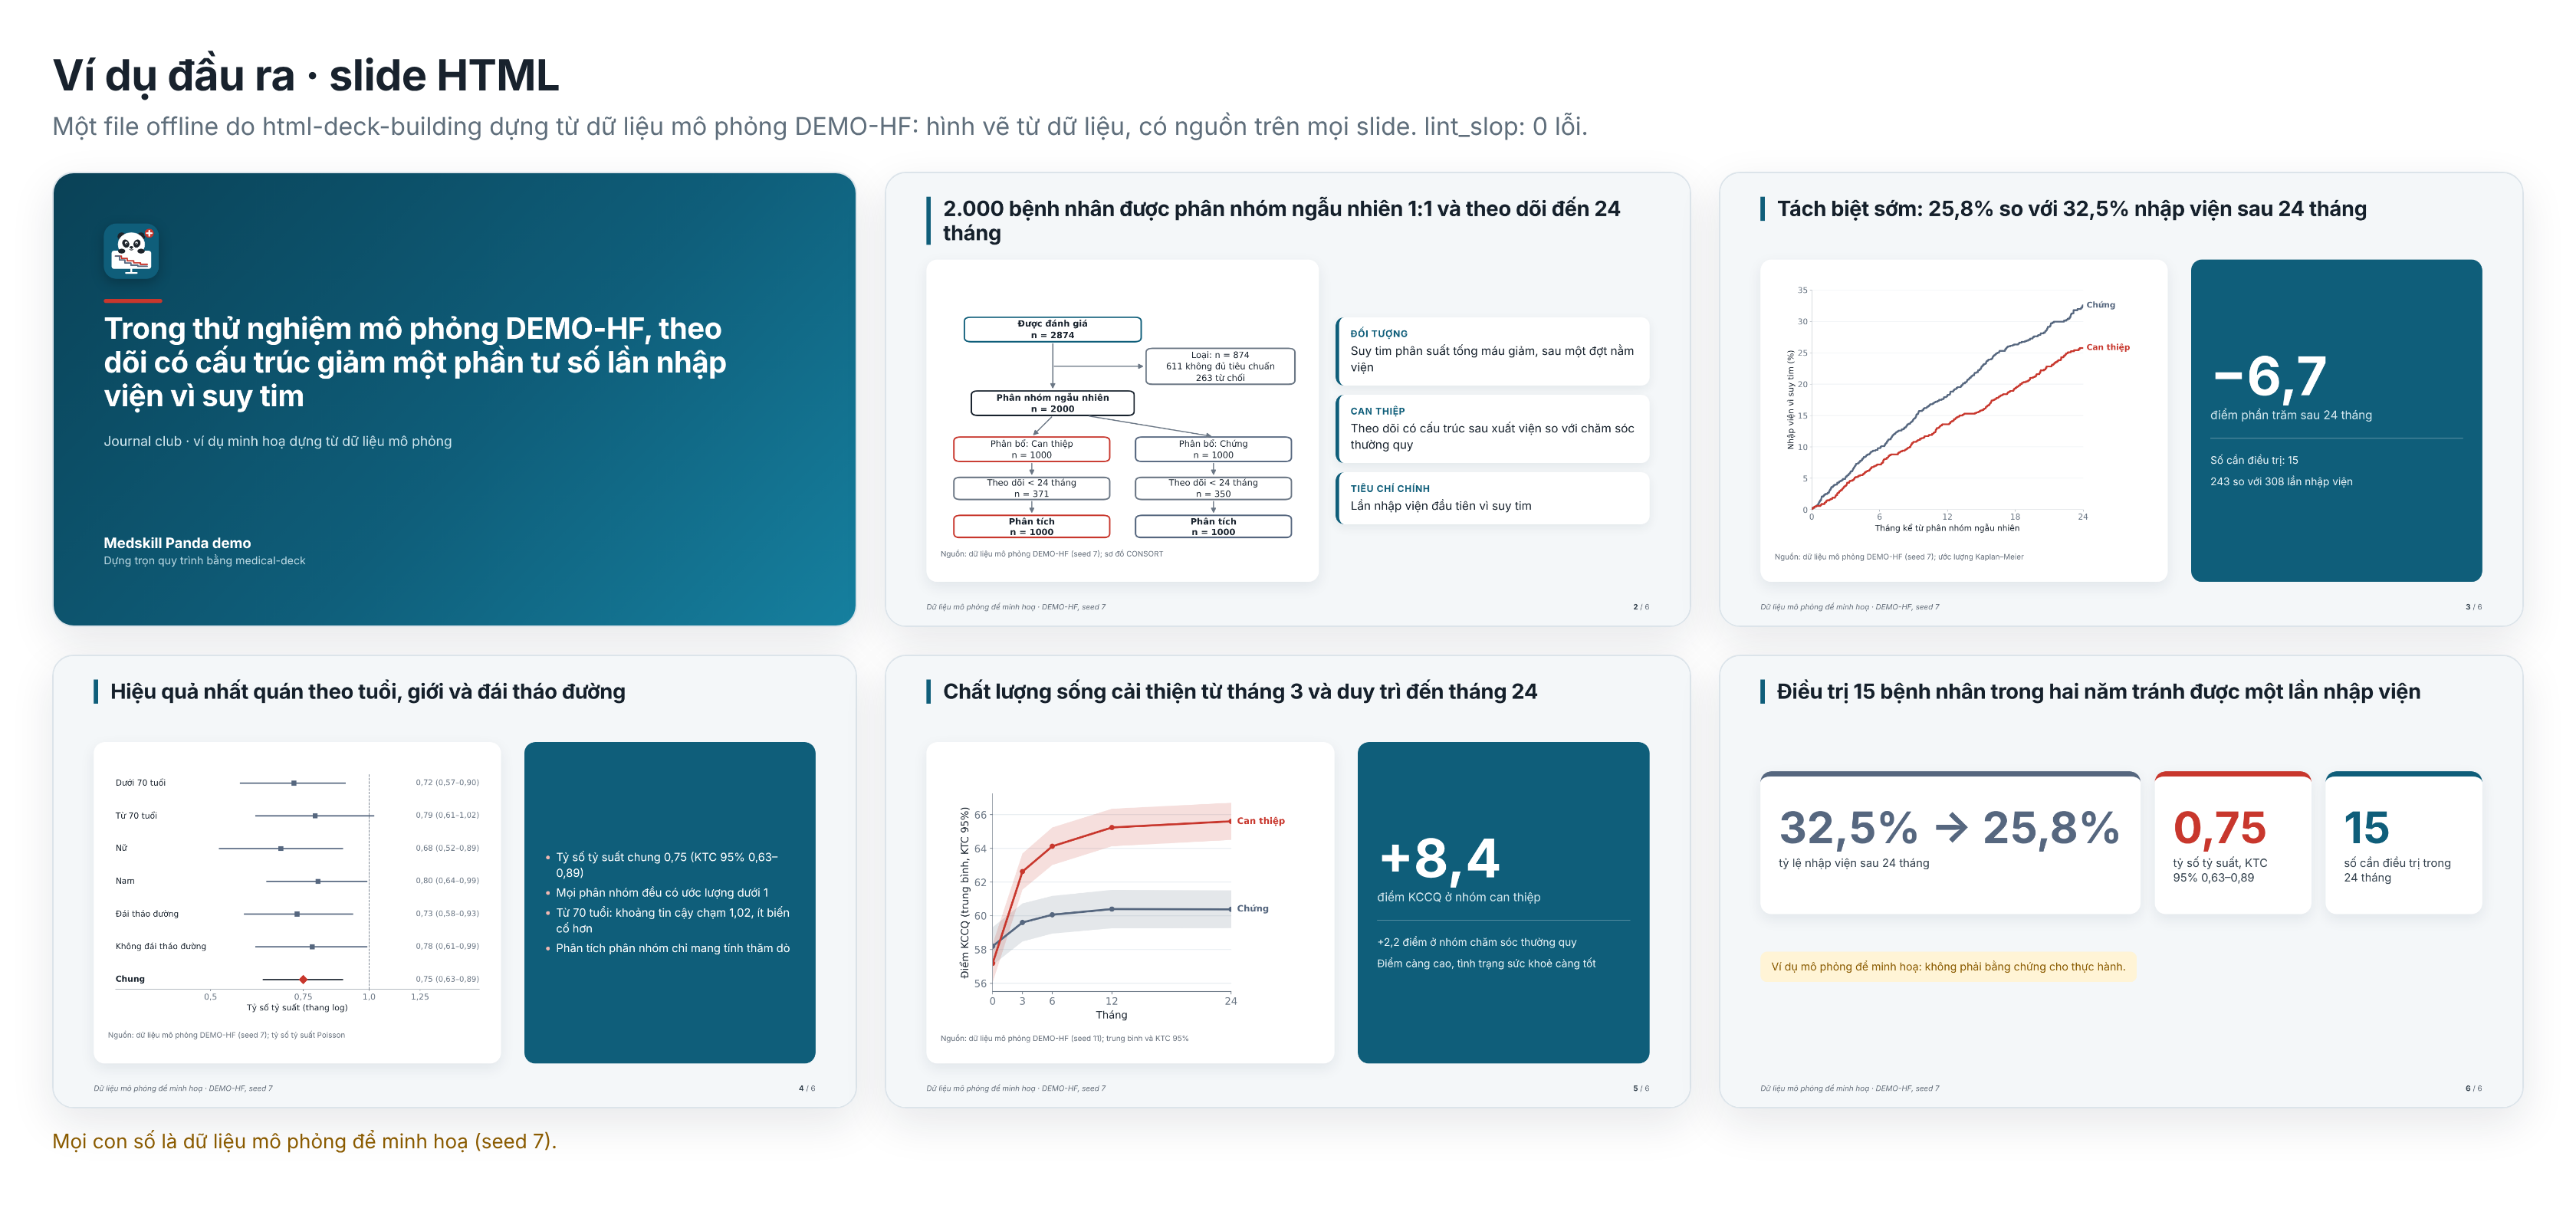 Ví dụ đầu ra · slide HTML
Một file offline do html-deck-building dựng từ dữ liệu mô phỏng DEMO-HF: hình vẽ từ dữ liệu, có nguồn trên mọi slide. lint_slop: 0 lỗi.
Trong thử nghiệm mô phỏng DEMO-HF, theo
dõi có cấu trúc giảm một phần tư số lần nhập
viện vì suy tim
Journal club · ví dụ minh hoạ dựng từ dữ liệu mô phỏng
Medskill Panda demo
Dựng trọn quy trình bằng medical-deck
2.000 bệnh nhân được phân nhóm ngẫu nhiên 1:1 và theo dõi đến 24
tháng
Được đánh giá
n = 2874
Loại: n = 874
611 không đủ tiêu chuẩn
263 từ chối
Phân nhóm ngẫu nhiên
n = 2000
Phân bổ: Can thiệp
n = 1000
Phân bổ: Chứng
n = 1000
Theo dõi < 24 tháng
n = 371
Theo dõi < 24 tháng
n = 350
Phân tích
n = 1000
Phân tích
n = 1000
Nguồn: dữ liệu mô phỏng DEMO-HF (seed 7); sơ đồ CONSORT
ĐỐI TƯỢNG
Suy tim phân suất tống máu giảm, sau một đợt nằm
viện
CAN THIỆP
Theo dõi có cấu trúc sau xuất viện so với chăm sóc
thường quy
TIÊU CHÍ CHÍNH
Lần nhập viện đầu tiên vì suy tim
Dữ liệu mô phỏng để minh hoạ · DEMO-HF, seed 7
2 / 6
Tách biệt sớm: 25,8% so với 32,5% nhập viện sau 24 tháng
Nhập viện vì suy tim (%)
35
30
25
20
15
10
5
0
Chứng
Can thiệp
0 6 12 18 24
Tháng kể từ phân nhóm ngẫu nhiên
Nguồn: dữ liệu mô phỏng DEMO-HF (seed 7); ước lượng Kaplan–Meier
−6,7
điểm phần trăm sau 24 tháng
Số cần điều trị: 15
243 so với 308 lần nhập viện
Dữ liệu mô phỏng để minh hoạ · DEMO-HF, seed 7
3 / 6
Hiệu quả nhất quán theo tuổi, giới và đái tháo đường
Dưới 70 tuổi 0,72 (0,57–0,90)
Từ 70 tuổi 0,79 (0,61–1,02)
Nữ 0,68 (0,52–0,89)
Nam 0,80 (0,64–0,99)
Đái tháo đường 0,73 (0,58–0,93)
Không đái tháo đường 0,78 (0,61–0,99)
Chung 0,75 (0,63–0,89)
0,5 0,75 1,0 1,25
Tỷ số tỷ suất (thang log)
Nguồn: dữ liệu mô phỏng DEMO-HF (seed 7); tỷ số tỷ suất Poisson
• Tỷ số tỷ suất chung 0,75 (KTC 95% 0,63–
0,89)
• Mọi phân nhóm đều có ước lượng dưới 1
• Từ 70 tuổi: khoảng tin cậy chạm 1,02, ít biến
cố hơn
• Phân tích phân nhóm chỉ mang tính thăm dò
Dữ liệu mô phỏng để minh hoạ · DEMO-HF, seed 7
4 / 6
Chất lượng sống cải thiện từ tháng 3 và duy trì đến tháng 24
Điểm KCCQ (trung bình, KTC 95%)
66
64
62
60
58
56
Can thiệp
Chứng
0 3 6 12 24
Tháng
Nguồn: dữ liệu mô phỏng DEMO-HF (seed 11); trung bình và KTC 95%
+8,4
điểm KCCQ ở nhóm can thiệp
+2,2 điểm ở nhóm chăm sóc thường quy
Điểm càng cao, tình trạng sức khoẻ càng tốt
Dữ liệu mô phỏng để minh hoạ · DEMO-HF, seed 7
5 / 6
Điều trị 15 bệnh nhân trong hai năm tránh được một lần nhập viện
32,5% → 25,8%
tỷ lệ nhập viện sau 24 tháng
0,75
tỷ số tỷ suất, KTC
95% 0,63–0,89
15
số cần điều trị trong
24 tháng
Ví dụ mô phỏng để minh hoạ: không phải bằng chứng cho thực hành.
Dữ liệu mô phỏng để minh hoạ · DEMO-HF, seed 7
6 / 6
Mọi con số là dữ liệu mô phỏng để minh hoạ (seed 7).